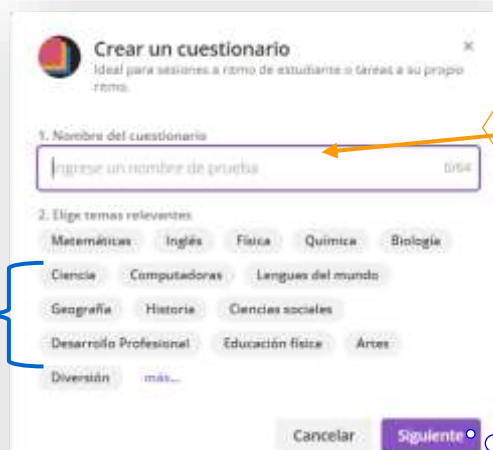 Crear un cuestionario
Ideal para sesiones a ritmo de estudiante o tareas a su propio
ritmo.
1. Nombre del cuestionario
Ingrese un nombre de prueba 0/64
2. Elige temas relevantes
Matemáticas Inglés Física Química Biología
Ciencia Computadoras Lenguas del mundo
Geografía Historia Ciencias sociales
Desarrollo Profesional Educación física Artes
Diversión más...
Cancelar Siguiente